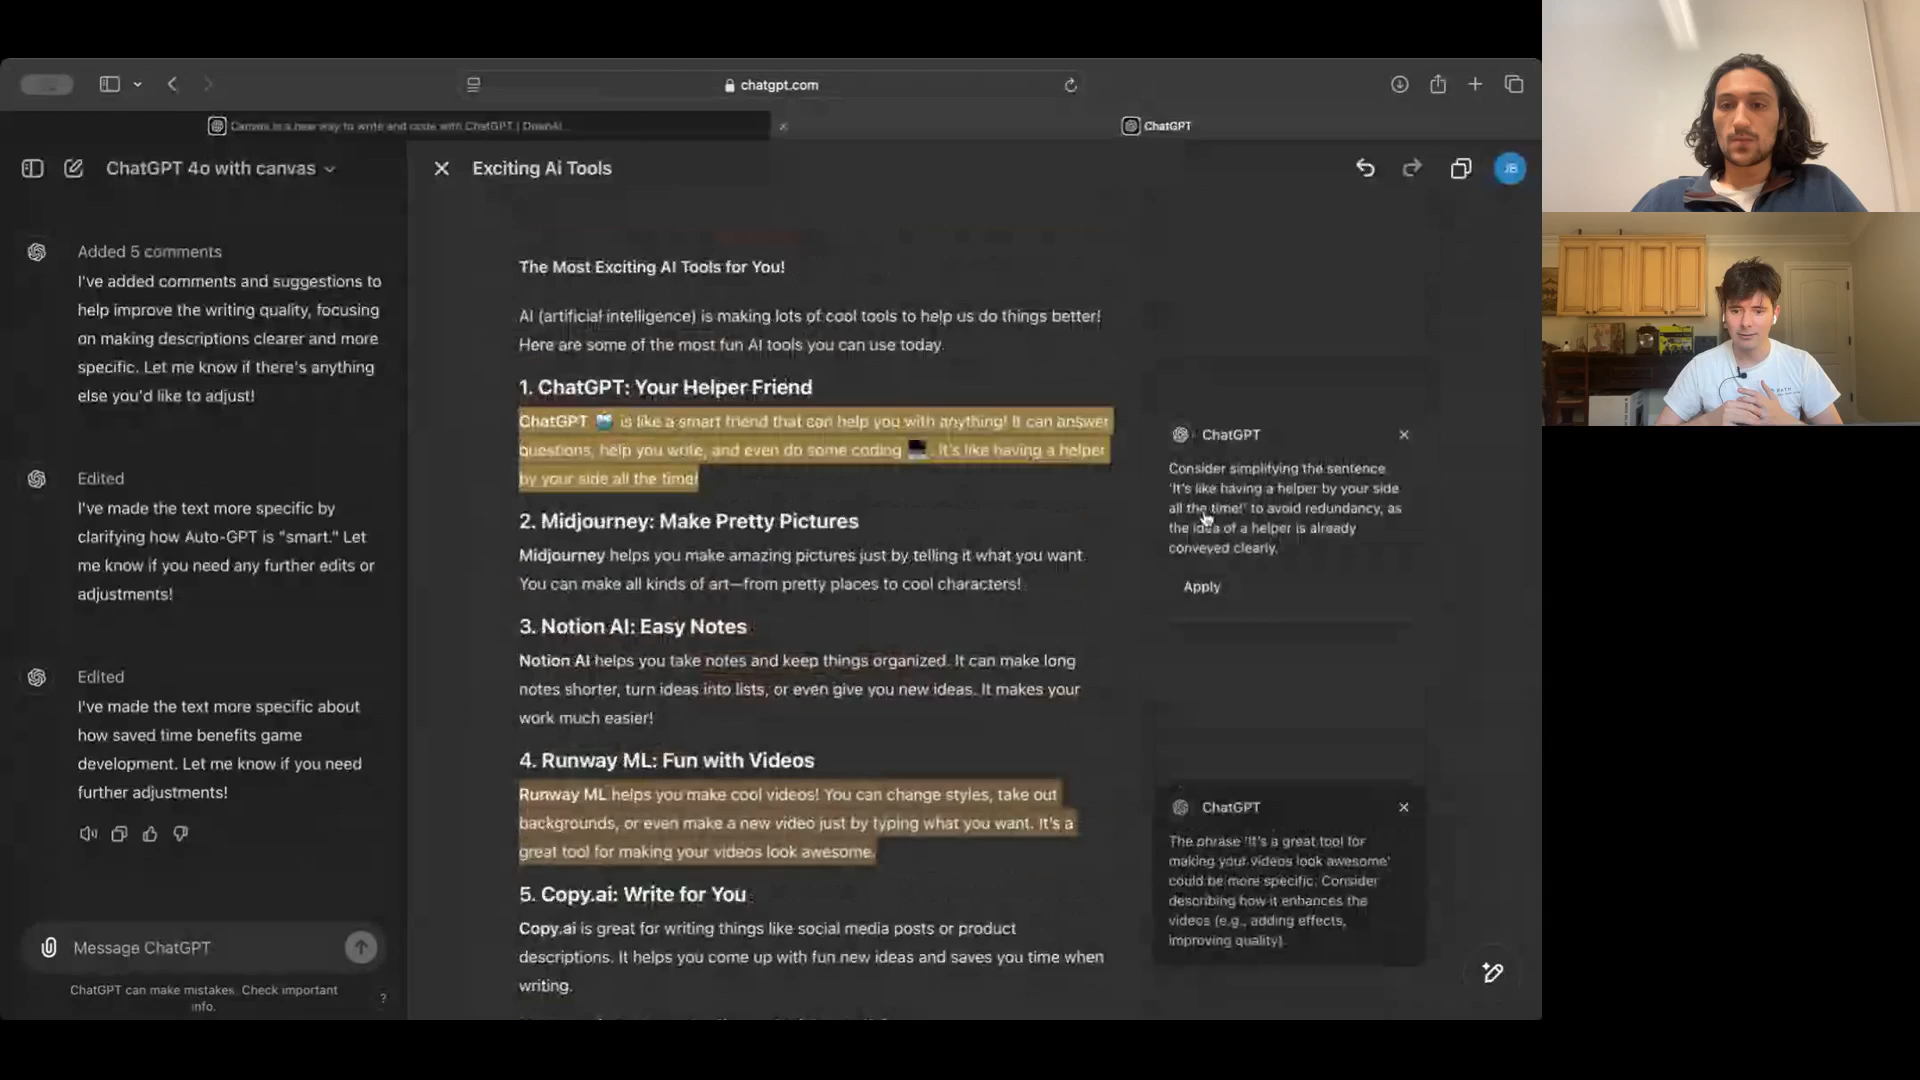 chatgpt.com
Canvas is a new way to write and code with ChatGPT | OpenAI
ChatGPT
ChatGPT 4o with canvas
Exciting Ai Tools
JB
Added 5 comments
I've added comments and suggestions to
help improve the writing quality, focusing
on making descriptions clearer and more
specific. Let me know if there's anything
else you'd like to adjust!
Edited
I've made the text more specific by
clarifying how Auto-GPT is "smart." Let
me know if you need any further edits or
adjustments!
Edited
I've made the text more specific about
how saved time benefits game
development. Let me know if you need
further adjustments!
Message ChatGPT
ChatGPT can make mistakes. Check important
info.
?
The Most Exciting AI Tools for You!
AI (artificial intelligence) is making lots of cool tools to help us do things better!
Here are some of the most fun AI tools you can use today.
1. ChatGPT: Your Helper Friend
ChatGPT is like a smart friend that can help you with anything! It can answer
questions, help you write, and even do some coding . It's like having a helper
by your side all the time!
2. Midjourney: Make Pretty Pictures
Midjourney helps you make amazing pictures just by telling it what you want.
You can make all kinds of art—from pretty places to cool characters!
3. Notion AI: Easy Notes
Notion AI helps you take notes and keep things organized. It can make long
notes shorter, turn ideas into lists, or even give you new ideas. It makes your
work much easier!
4. Runway ML: Fun with Videos
Runway ML helps you make cool videos! You can change styles, take out
backgrounds, or even make a new video just by typing what you want. It's a
great tool for making your videos look awesome.
5. Copy.ai: Write for You
Copy.ai is great for writing things like social media posts or product
descriptions. It helps you come up with fun new ideas and saves you time when
writing.
ChatGPT
Consider simplifying the sentence
'It's like having a helper by your side
all the time!' to avoid redundancy, as
the idea of a helper is already
conveyed clearly.
Apply
ChatGPT
The phrase 'It's a great tool for
making your videos look awesome'
could be more specific. Consider
describing how it enhances the
videos (e.g., adding effects,
improving quality).